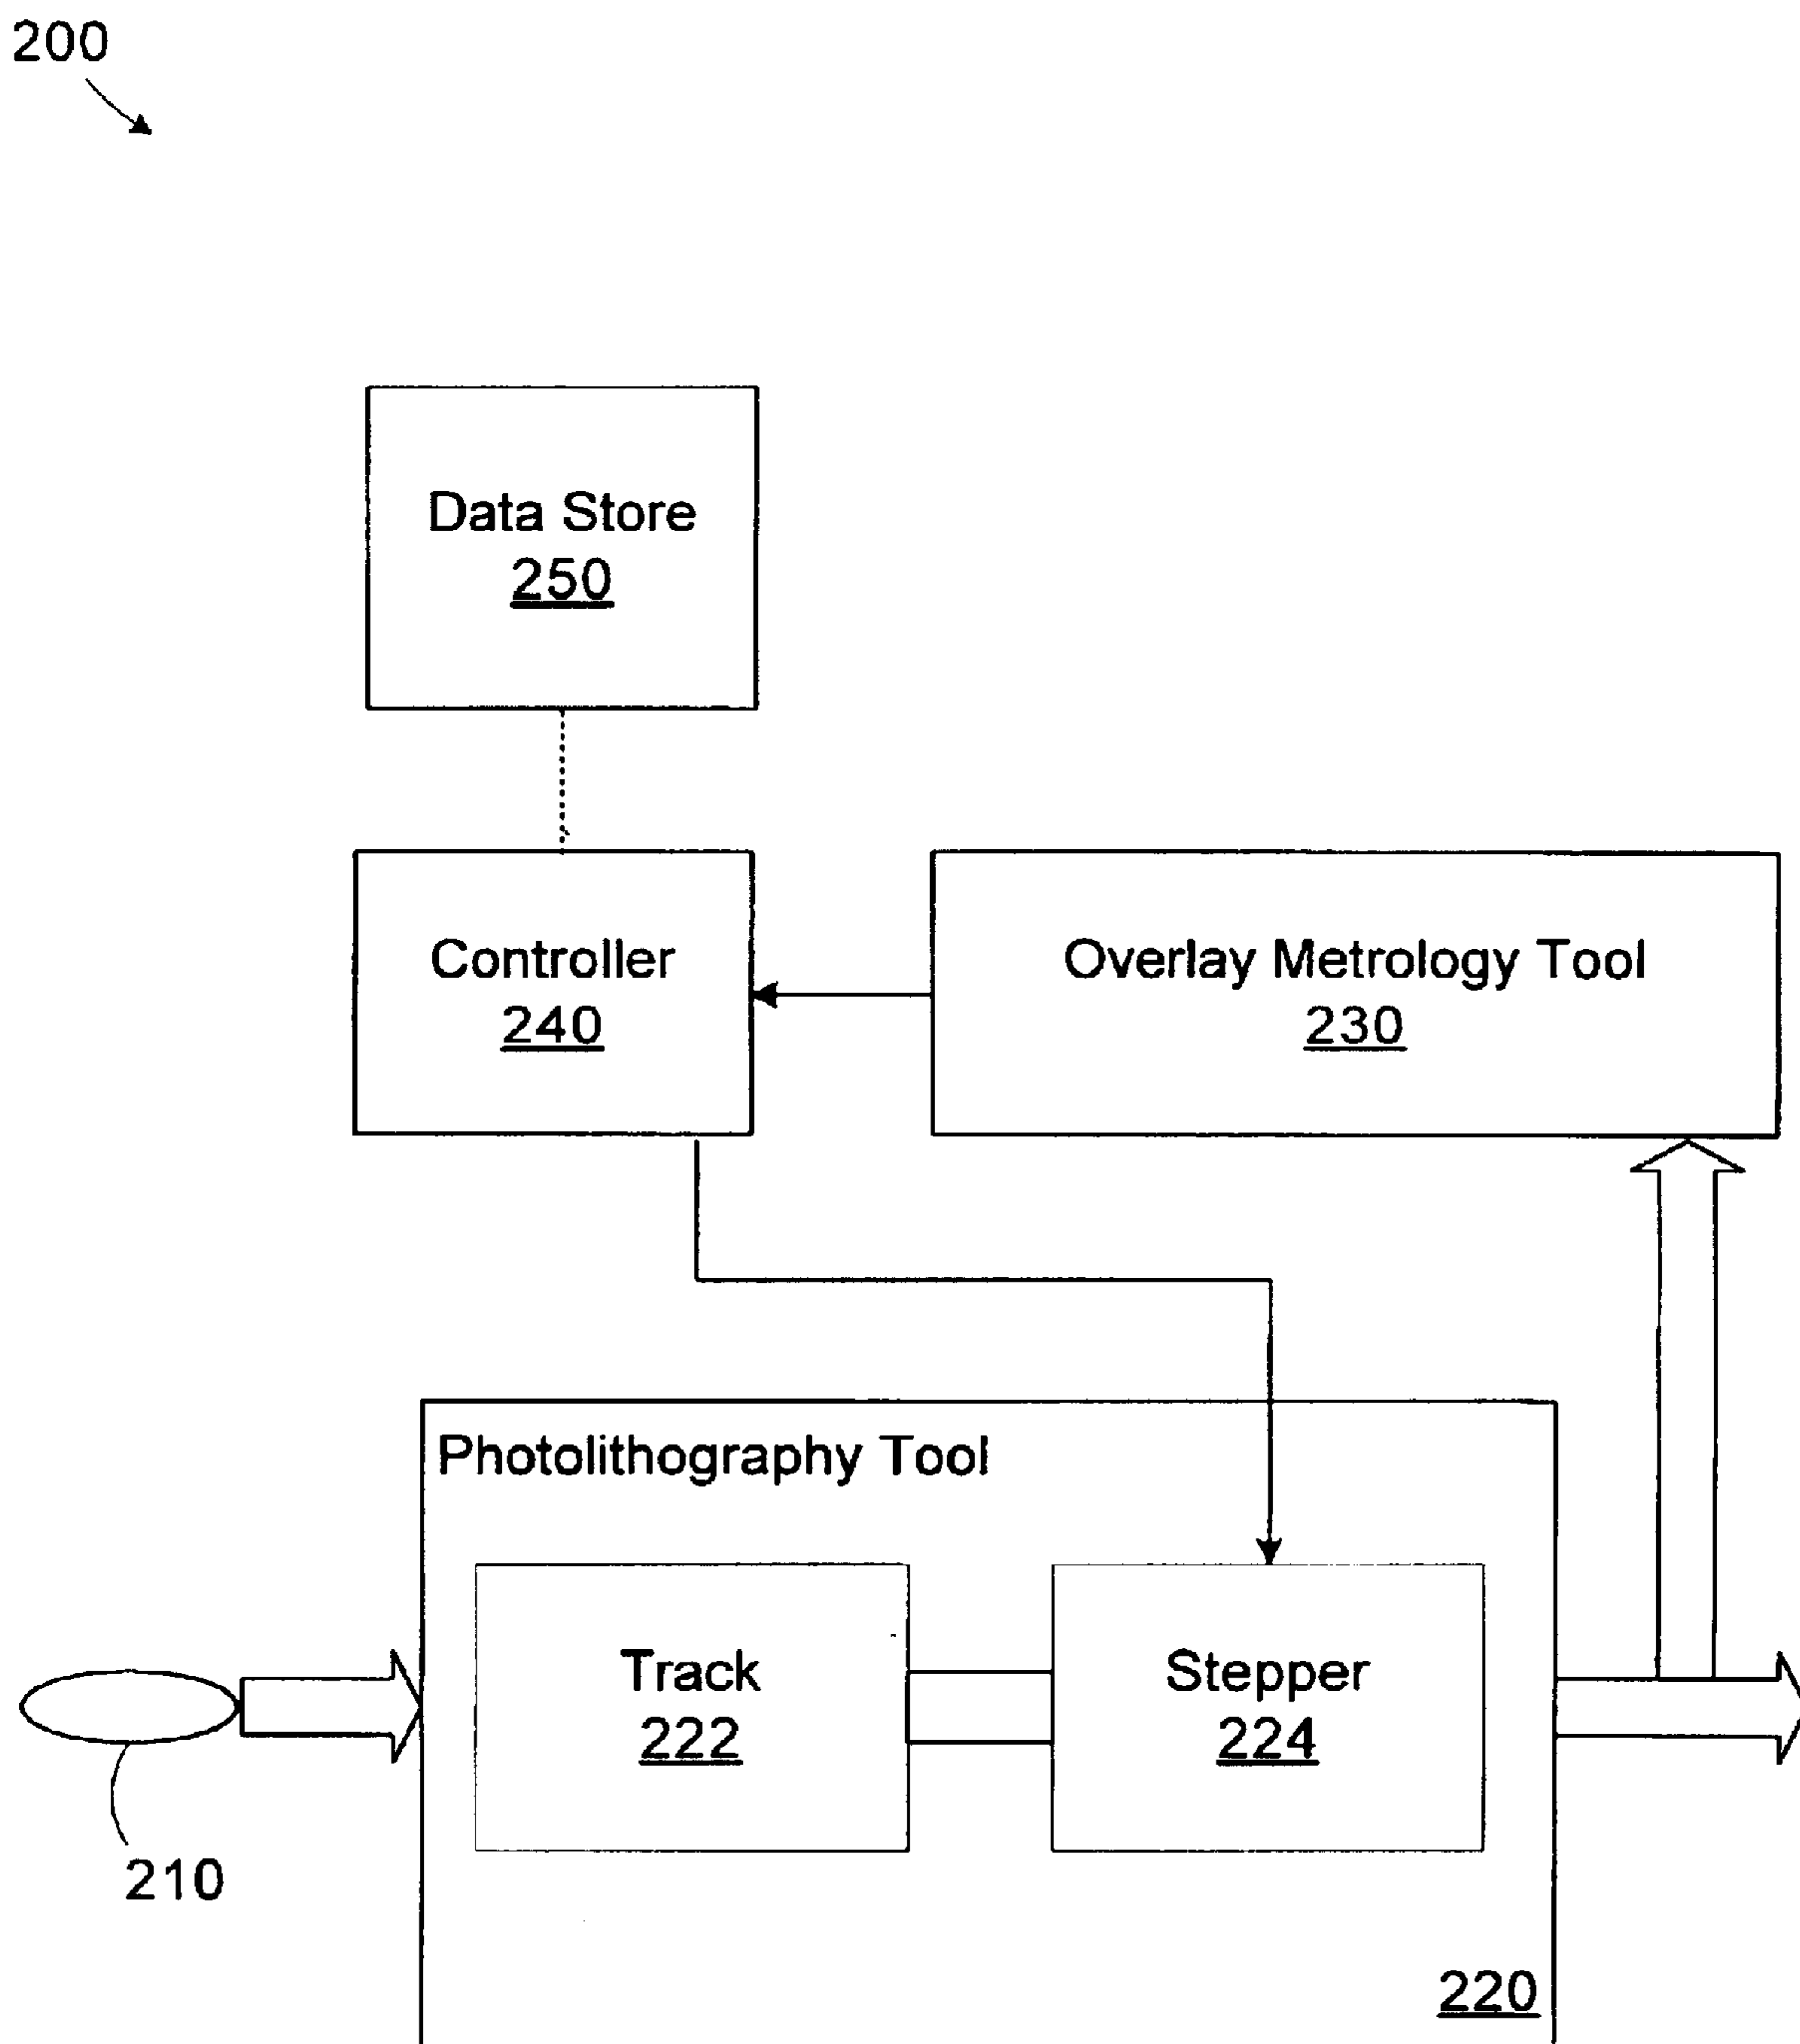 200
Data Store
250
Controller
240
Overlay Metrology Tool
230
Photolithography Tool
Track
222
Stepper
224
210
220